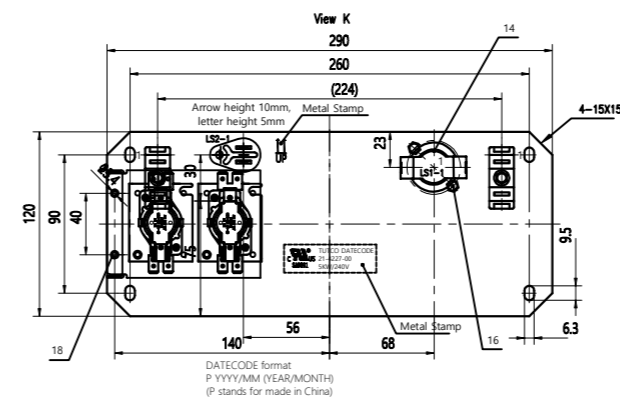 View K
290
260
(224)
14
Arrow height 10mm,
letter height 5mm
Metal Stamp
4-15X15
LS2-1
UP
23
LS1-1
30
120
90
40
75
9.5
TUTCO DATECODE
5KW/240V
C US
Metal Stamp
56
68
16
6.3
18
140
DATECODE format
P YYYY/MM (YEAR/MONTH)
(P stands for made in China)